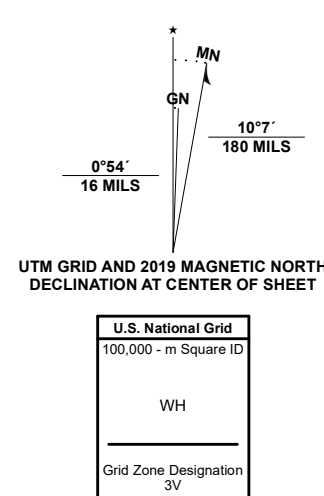 ★
MN
GN
10°7´
180 MILS
0°54´
16 MILS
UTM GRID AND 2019 MAGNETIC NORTH
DECLINATION AT CENTER OF SHEET
U.S. National Grid
100,000 - m Square ID
WH
Grid Zone Designation
3V